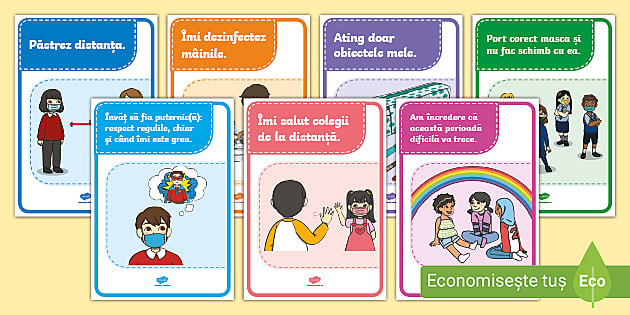 Păstrez distanța.
Îmi dezinfectez
mâinile.
Ating doar
obiectele mele.
Port corect masca și
nu fac schimb cu ea.
Învăț să fiu puternic(a):
respect regulile, chiar
și când îmi este grea.
Îmi salut colegii
de la distanță.
Am încredere că
această perioadă
dificilă va trece.
Economisește tuș
Eco